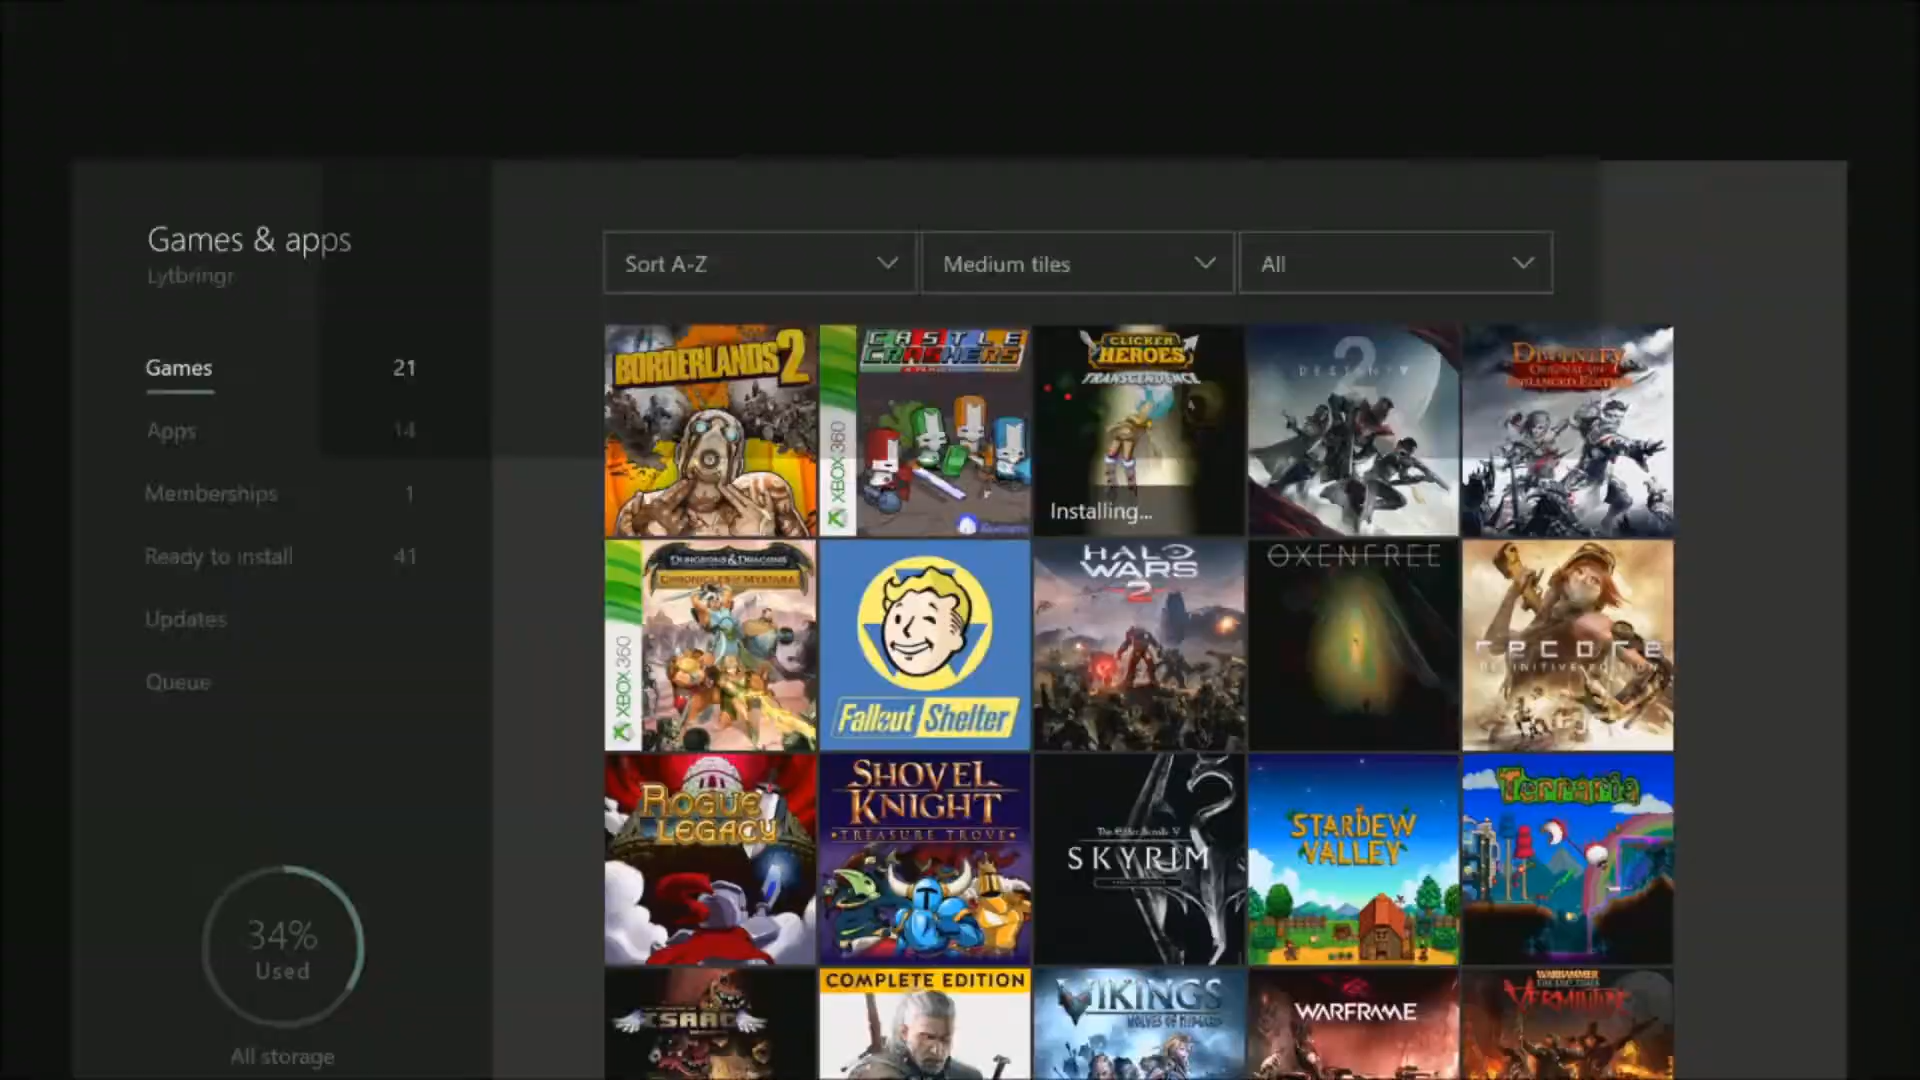 Games & apps
Lytbringr
Games 21
Apps 14
Memberships 1
Ready to install 41
Updates
Queue
34%
Used
All storage
Sort A-Z
Medium tiles
All
BORDERLANDS 2
XBOX 360
CASTLE
CRASHERS
CLICKER
HEROES
TRANSCENDENCE
Installing...
DESTINY
2
DIVINITY
ORIGINAL SIN
ENHANCED EDITION
XBOX 360
DUNGEONS & DRAGONS
CHRONICLES OF MYSTARA
Fallout Shelter
HALO
WARS
2
OXENFREE
recore
DEFINITIVE EDITION
ROGUE
LEGACY
SHOVEL
KNIGHT
TREASURE TROVE
The Elder Scrolls V
SKYRIM
STARDEW
VALLEY
Terraria
ISAAC
COMPLETE EDITION
VIKINGS
WOLVES OF MIDGARD
WARFRAME
WARHAMMER
VERMINTIDE